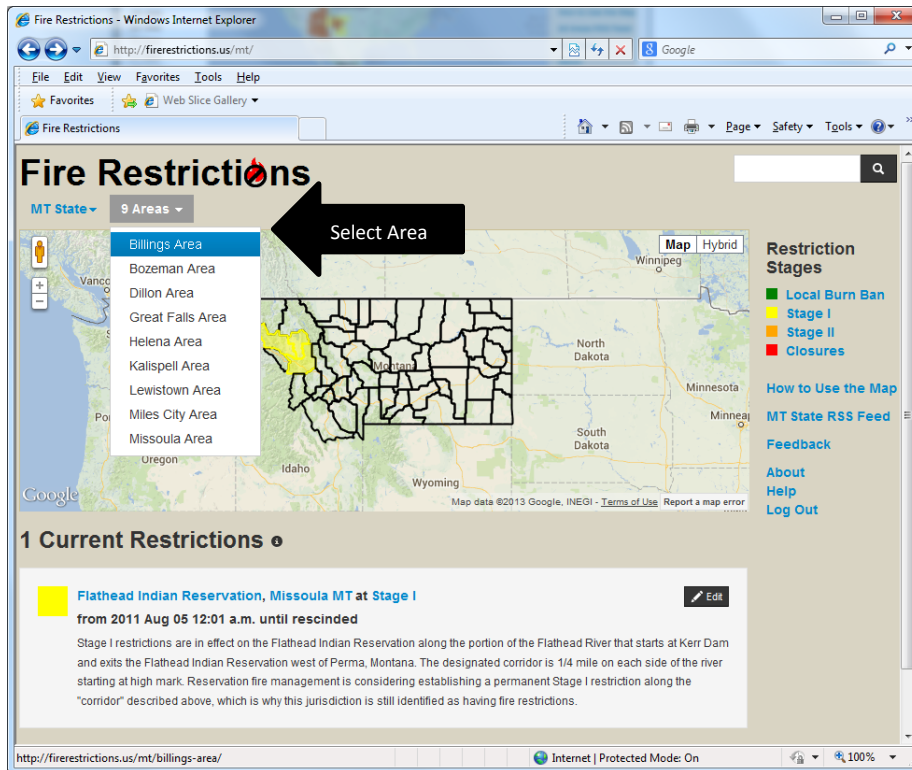 Fire Restrictions - Windows Internet Explorer
http://firerestrictions.us/mt/
Google
File Edit View Favorites Tools Help
Favorites Web Slice Gallery
Fire Restrictions
Page Safety Tools
Fire Restrictions
MT State 9 Areas
Select Area
Billings Area
Bozeman Area
Dillon Area
Great Falls Area
Helena Area
Kalispell Area
Lewistown Area
Miles City Area
Missoula Area
Map Hybrid
Winnipeg
Vanco
North
Dakota
Montana
Minnesota
Minneap
Po
South
Dakota
Oregon
Idaho
Wyoming
Google
Map data ©2013 Google, INEGI - Terms of Use Report a map error
Restriction
Stages
Local Burn Ban
Stage I
Stage II
Closures
How to Use the Map
MT State RSS Feed
Feedback
About
Help
Log Out
1 Current Restrictions
Flathead Indian Reservation, Missoula MT at Stage I
Edit
from 2011 Aug 05 12:01 a.m. until rescinded
Stage I restrictions are in effect on the Flathead Indian Reservation along the portion of the Flathead River that starts at Kerr Dam
and exits the Flathead Indian Reservation west of Perma, Montana. The designated corridor is 1/4 mile on each side of the river
starting at high mark. Reservation fire management is considering establishing a permanent Stage I restriction along the
"corridor" described above, which is why this jurisdiction is still identified as having fire restrictions.
http://firerestrictions.us/mt/billings-area/
Internet | Protected Mode: On
100%